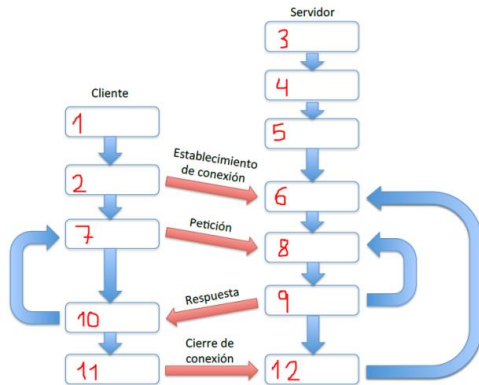 Servidor
3
4
Cliente
1
5
Establecimiento
de conexión
2
6
Petición
7
8
Respuesta
9
10
Cierre de
conexión
11
12